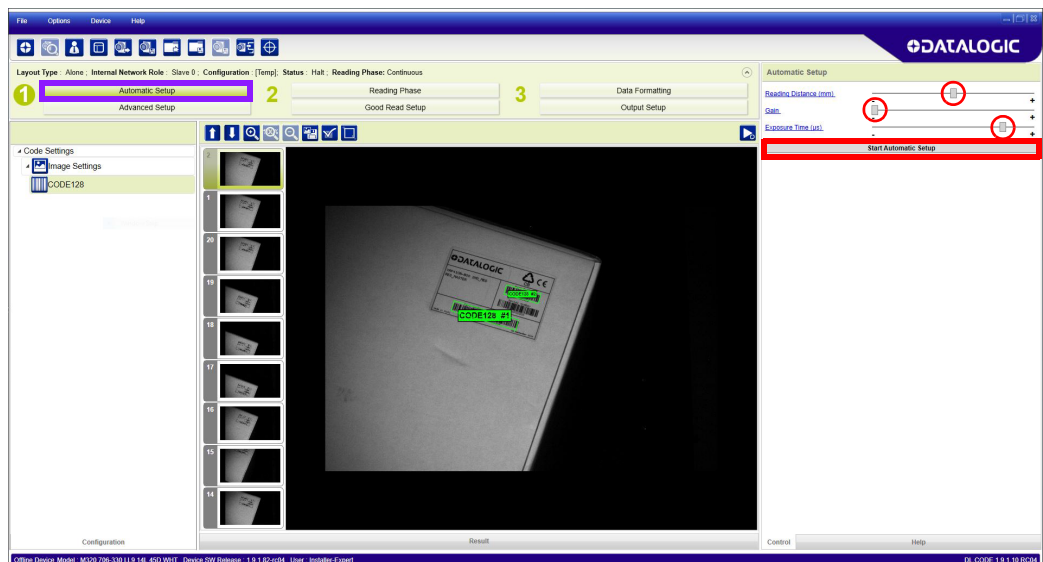 File Options Device Help
DATALOGIC
Layout Type : Alone ; Internal Network Role : Slave 0 ; Configuration : [Temp]; Status : Halt ; Reading Phase: Continuous
1 Automatic Setup
Advanced Setup
2 Reading Phase
Good Read Setup
3 Data Formatting
Output Setup
Automatic Setup
Reading Distance (mm)
- +
Gain
- +
Exposure Time (us)
- +
Start Automatic Setup
Code Settings
Image Settings
CODE128
2
1
20
19
18
17
16
15
14
DATALOGIC
CE
CODE128 #1
Configuration
Result
Control
Help
Offline Device Model : M320 706-330 LL9 14L 45D WHT Device SW Release : 1.9.1.82-rc04 User : Installer-Expert
DL.CODE 1.9.1.10 RC04